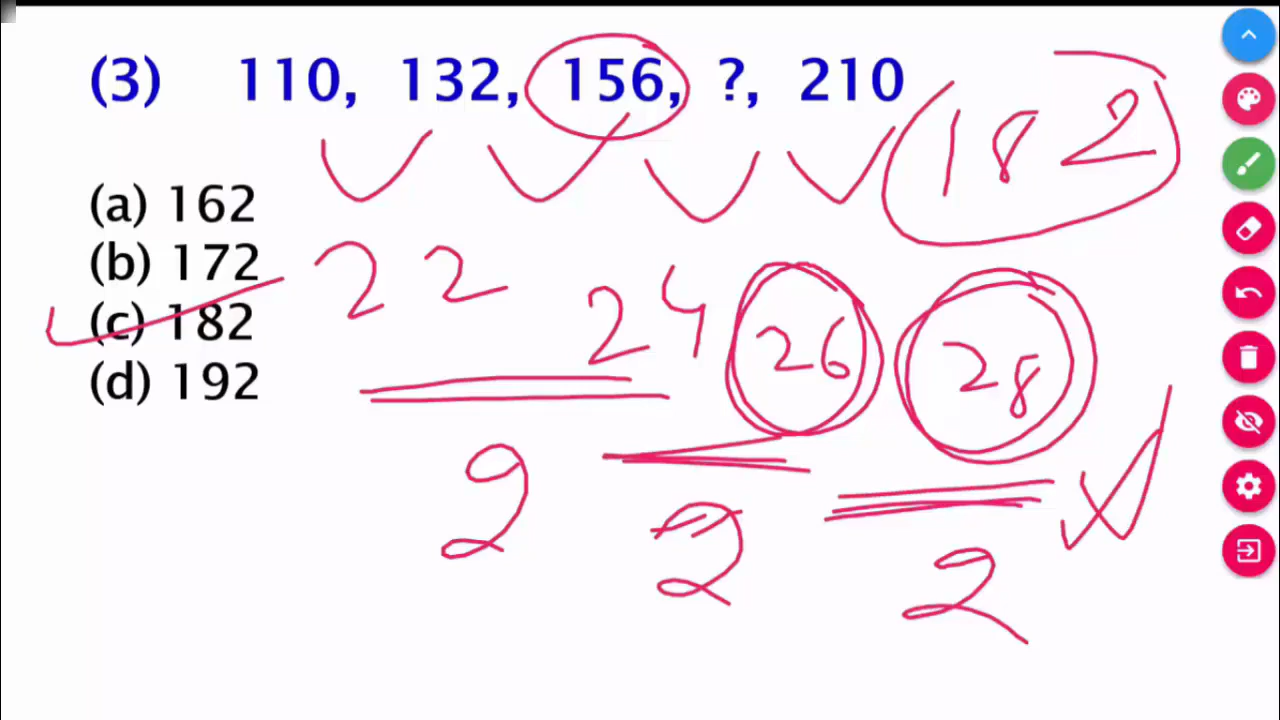 (3) 110, 132, 156, ?, 210
182
(a) 162
(b) 172
(c) 182
(d) 192
22 24 26 28
2 2 2